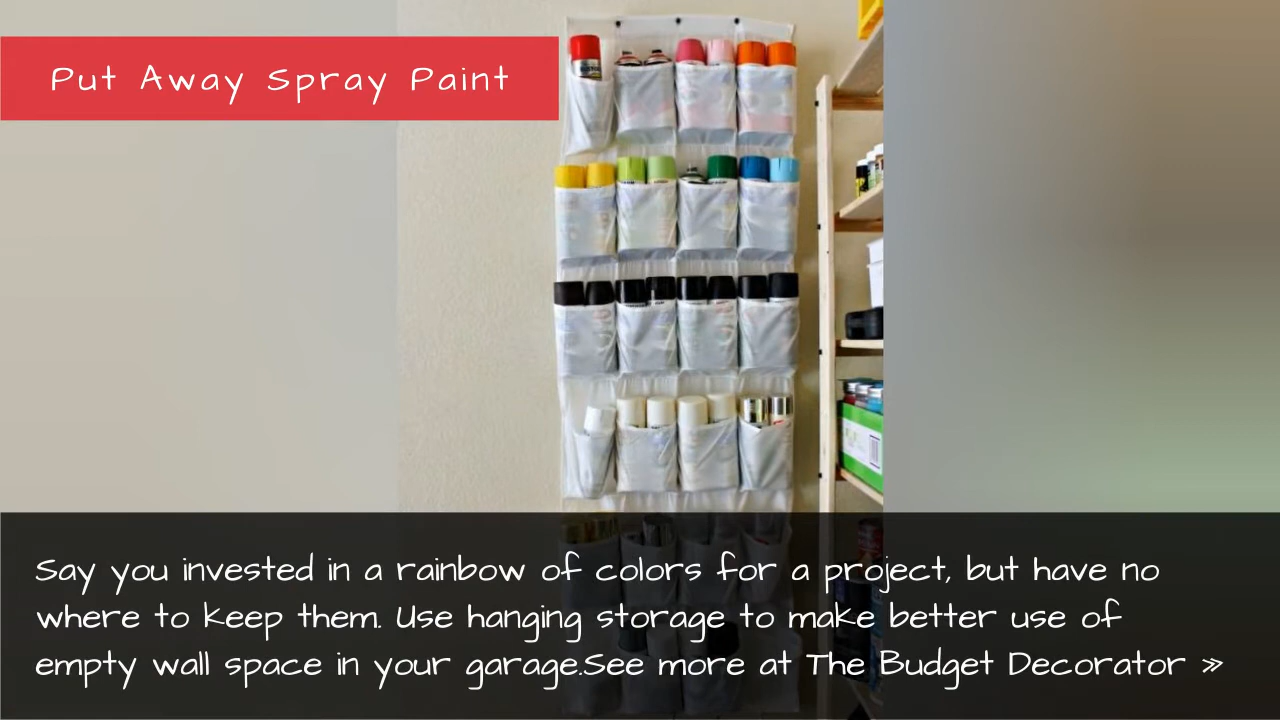 Put Away Spray Paint
Say you invested in a rainbow of colors for a project, but have no
where to keep them. Use hanging storage to make better use of
empty wall space in your garage.See more at The Budget Decorator »